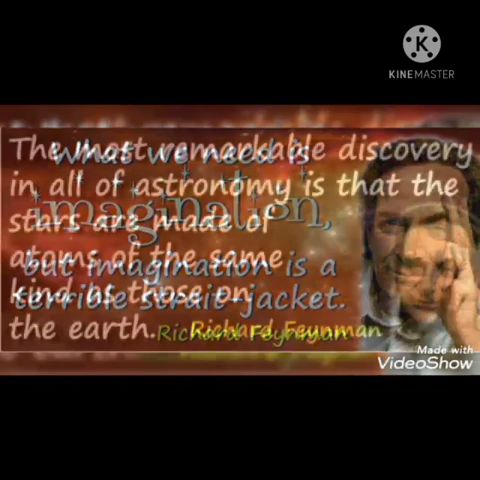 K
KINEMASTER
The most remarkable discovery
in all of astronomy is that the
stars are made of
atoms of the same
kind as those on
the earth. Richard Feynman
What we need is
imagination,
but imagination is a
terrible strait-jacket.
Richard Feynman
Made with
VideoShow